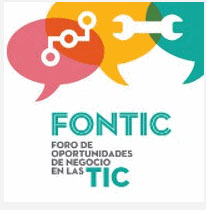 FONTIC
FORO DE
OPORTUNIDADES
DE NEGOCIO
EN LAS TIC